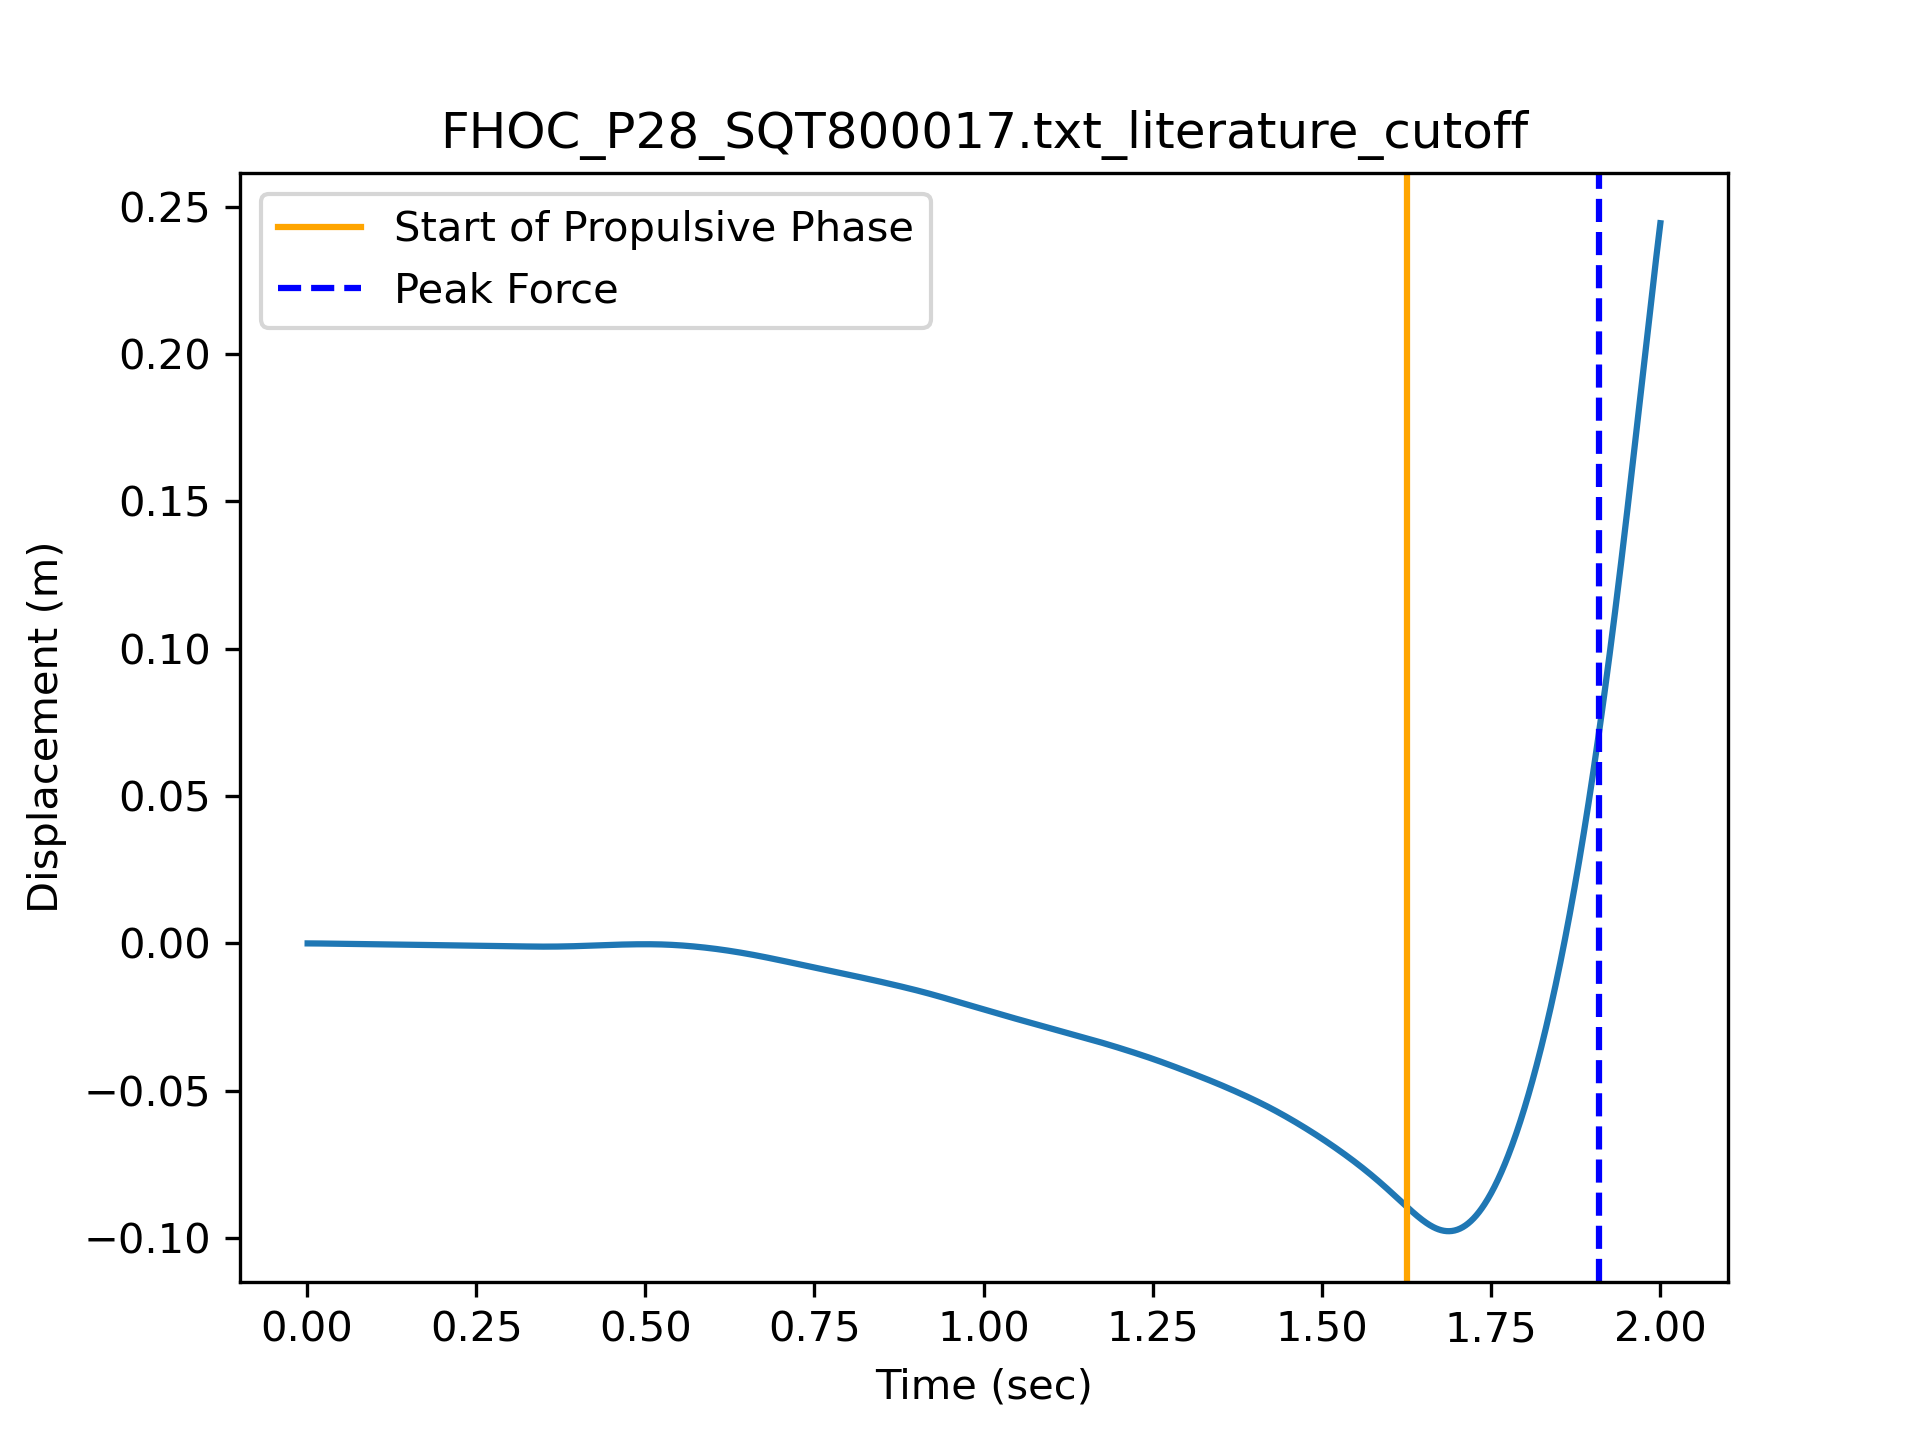 FHOC_P28_SQT800017.txt_literature_cutoff
Start of Propulsive Phase
Peak Force
0.25
0.20
0.15
0.10
0.05
0.00
−0.05
−0.10
Displacement (m)
0.00 0.25 0.50 0.75 1.00 1.25 1.50 1.75 2.00
Time (sec)